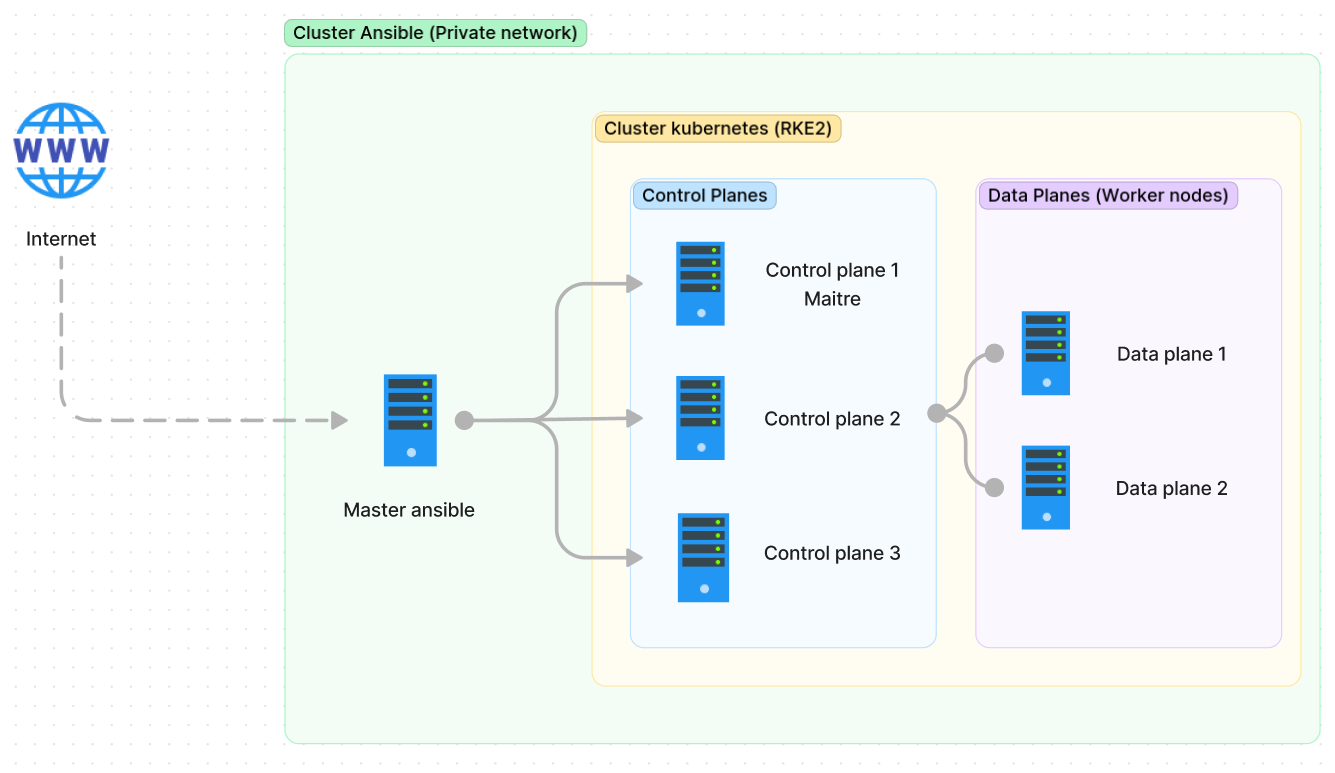 Cluster Ansible (Private network)
WWW
Internet
Cluster kubernetes (RKE2)
Control Planes
Data Planes (Worker nodes)
Control plane 1
Maitre
Control plane 2
Control plane 3
Data plane 1
Data plane 2
Master ansible